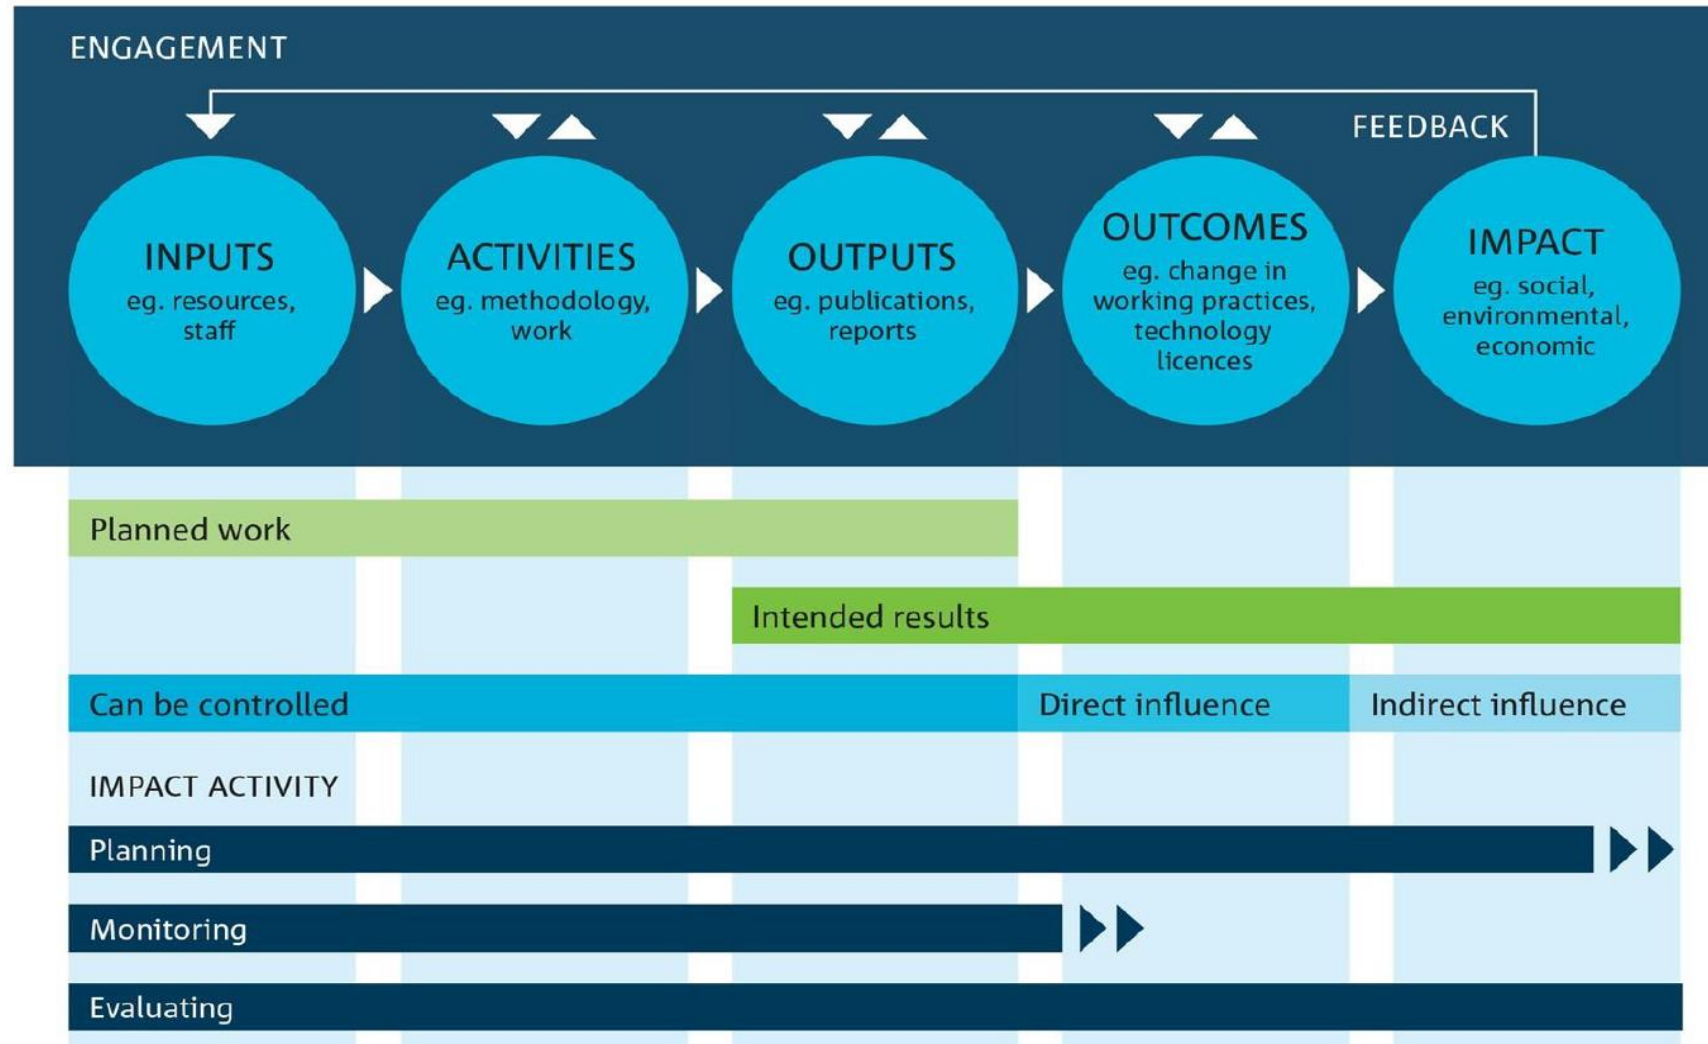 ENGAGEMENT
FEEDBACK
INPUTS
eg. resources,
staff
ACTIVITIES
eg. methodology,
work
OUTPUTS
eg. publications,
reports
OUTCOMES
eg. change in
working practices,
technology
licences
IMPACT
eg. social,
environmental,
economic
Planned work
Intended results
Can be controlled
Direct influence
Indirect influence
IMPACT ACTIVITY
Planning
Monitoring
Evaluating